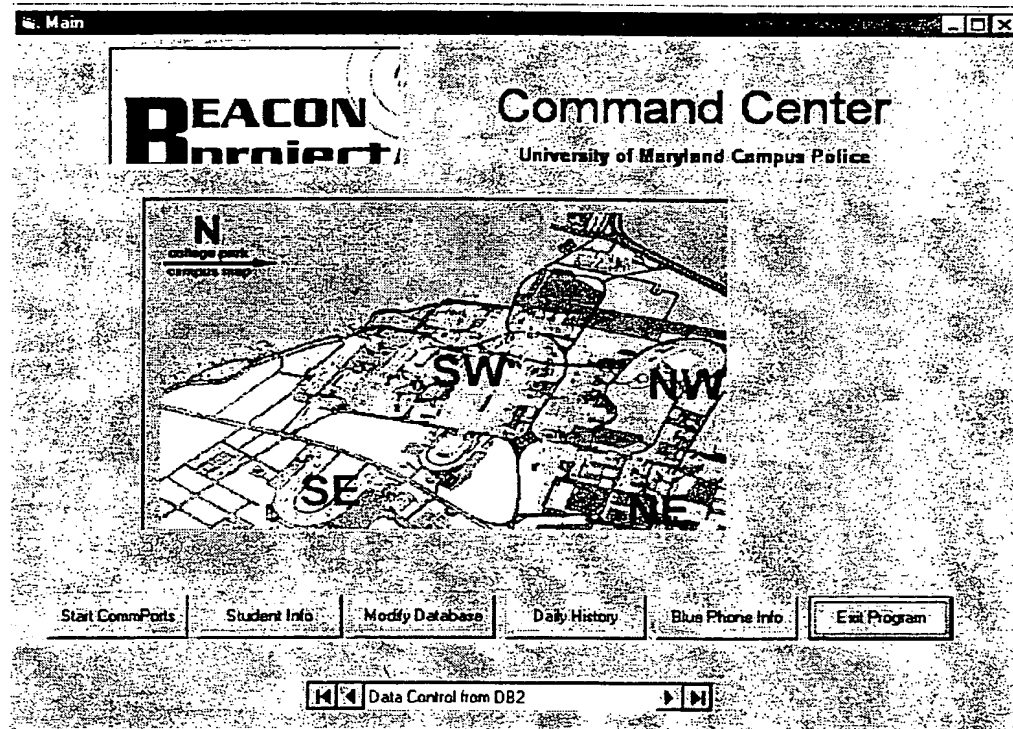 Main
BEACON
Command Center
University of Maryland Campus Police
N
college park
campus map
SW
NW
SE
NE
Start CommPorts
Student Info
Modify Database
Daily History
Blue Phone Info
Exit Program
Data Control from DB2